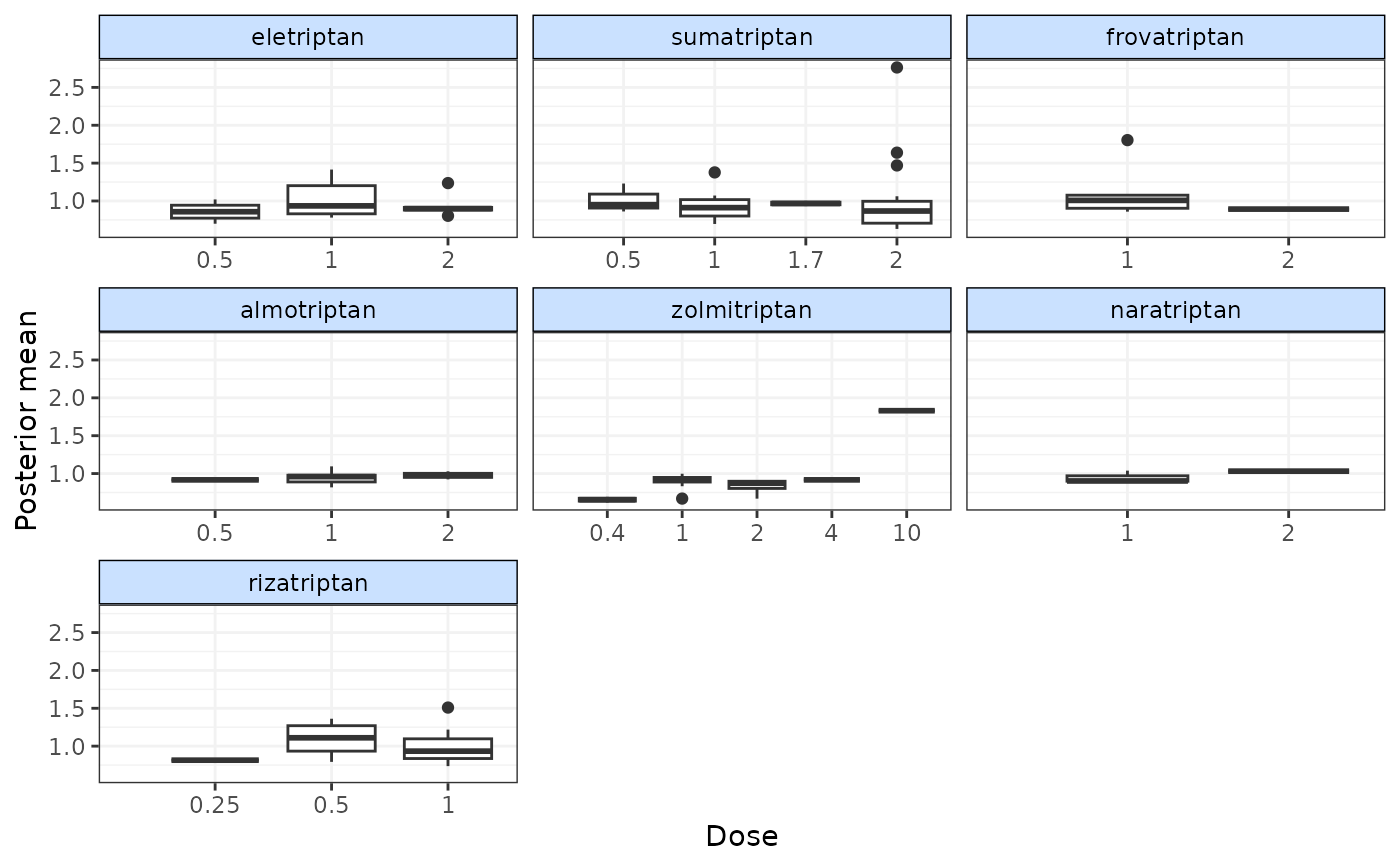 eletriptan sumatriptan frovatriptan
2.5
2.0
1.5
1.0
0.5 1 2 0.5 1 1.7 2 1 2
almotriptan zolmitriptan naratriptan
2.5
2.0
1.5
1.0
0.5 1 2 0.4 1 2 4 10 1 2
rizatriptan
2.5
2.0
1.5
1.0
0.25 0.5 1
Posterior mean
Dose